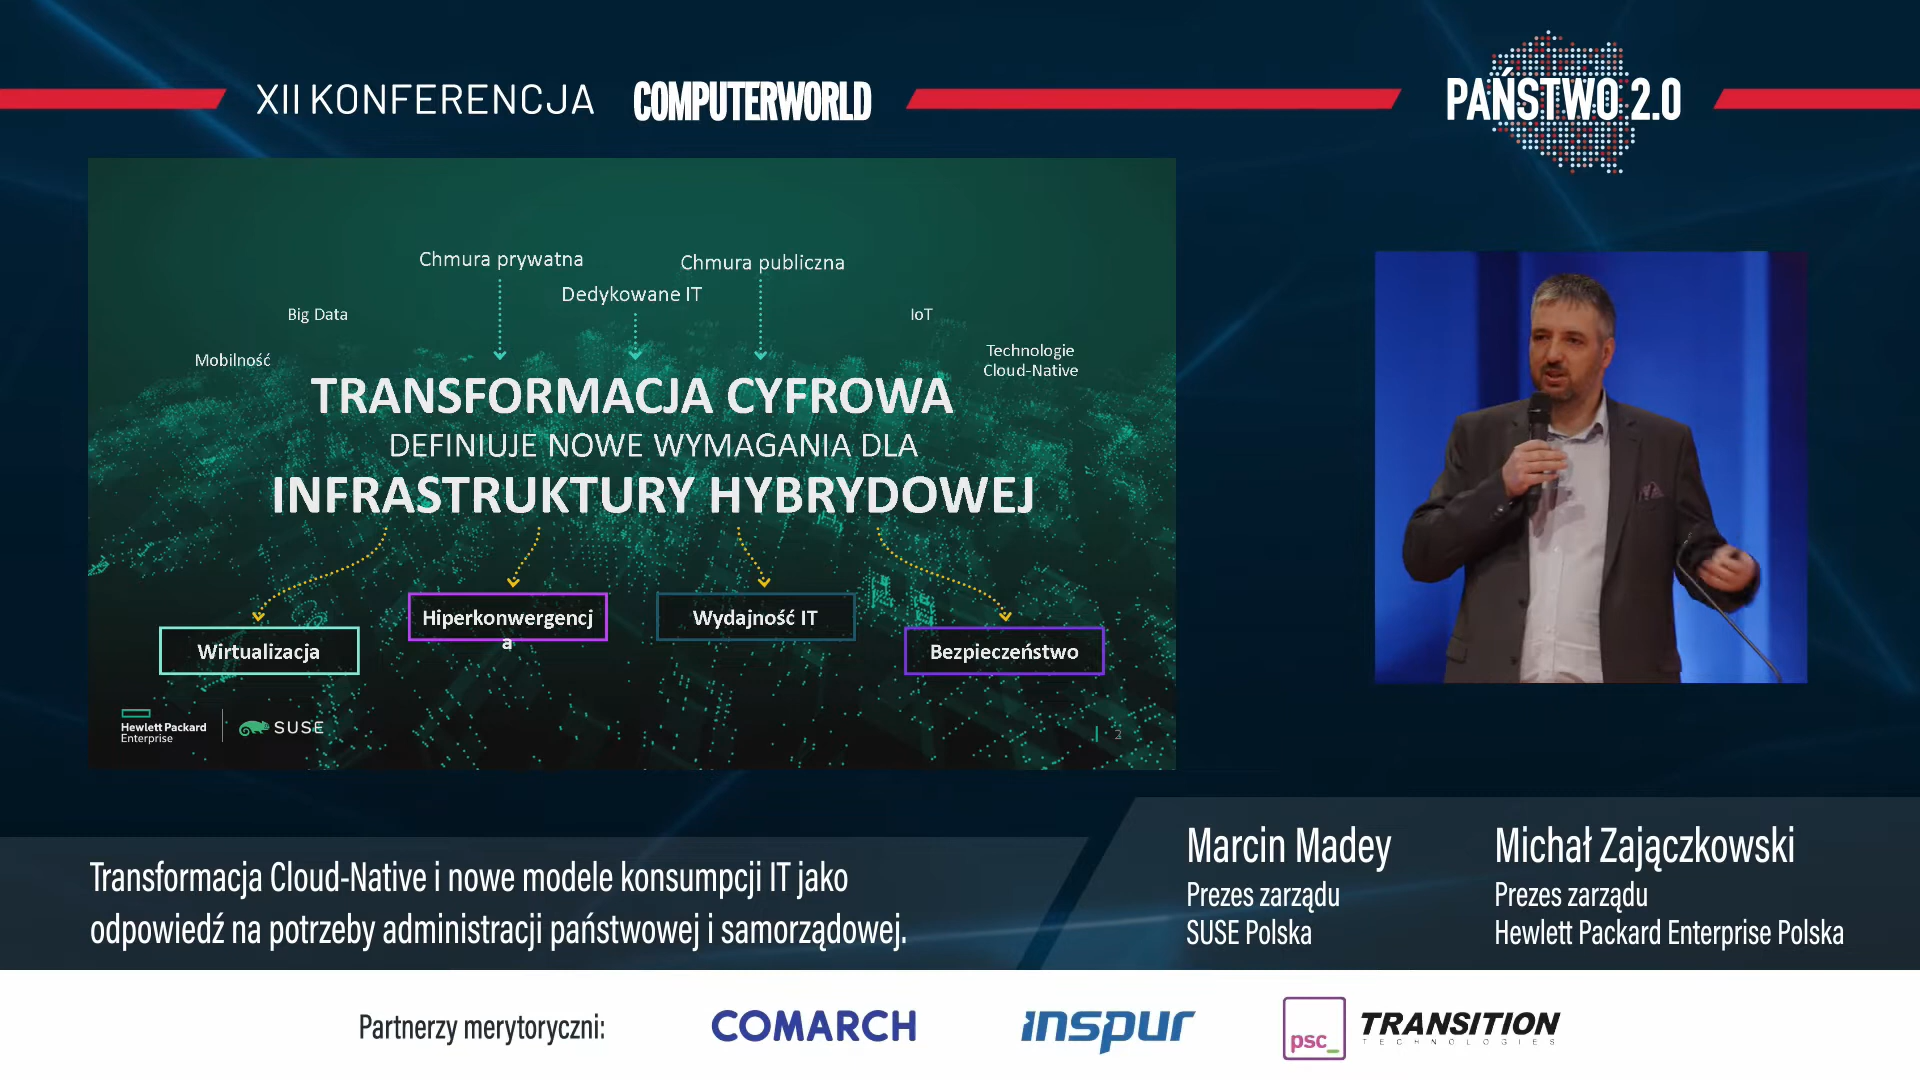 XII KONFERENCJA COMPUTERWORLD
PAŃSTWO 2.0
Chmura prywatna
Chmura publiczna
Dedykowane IT
Big Data
IoT
Mobilność
Technologie
Cloud-Native
TRANSFORMACJA CYFROWA
DEFINIUJE NOWE WYMAGANIA DLA
INFRASTRUKTURY HYBRYDOWEJ
Wirtualizacja
Hiperkonwergencj
a
Wydajność IT
Bezpieczeństwo
Hewlett Packard
Enterprise
SUSE
2
Transformacja Cloud-Native i nowe modele konsumpcji IT jako
odpowiedź na potrzeby administracji państwowej i samorządowej.
Marcin Madey
Prezes zarządu
SUSE Polska
Michał Zajączkowski
Prezes zarządu
Hewlett Packard Enterprise Polska
Partnerzy merytoryczni:
COMARCH
inspur
psc_
TRANSITION
TECHNOLOGIES